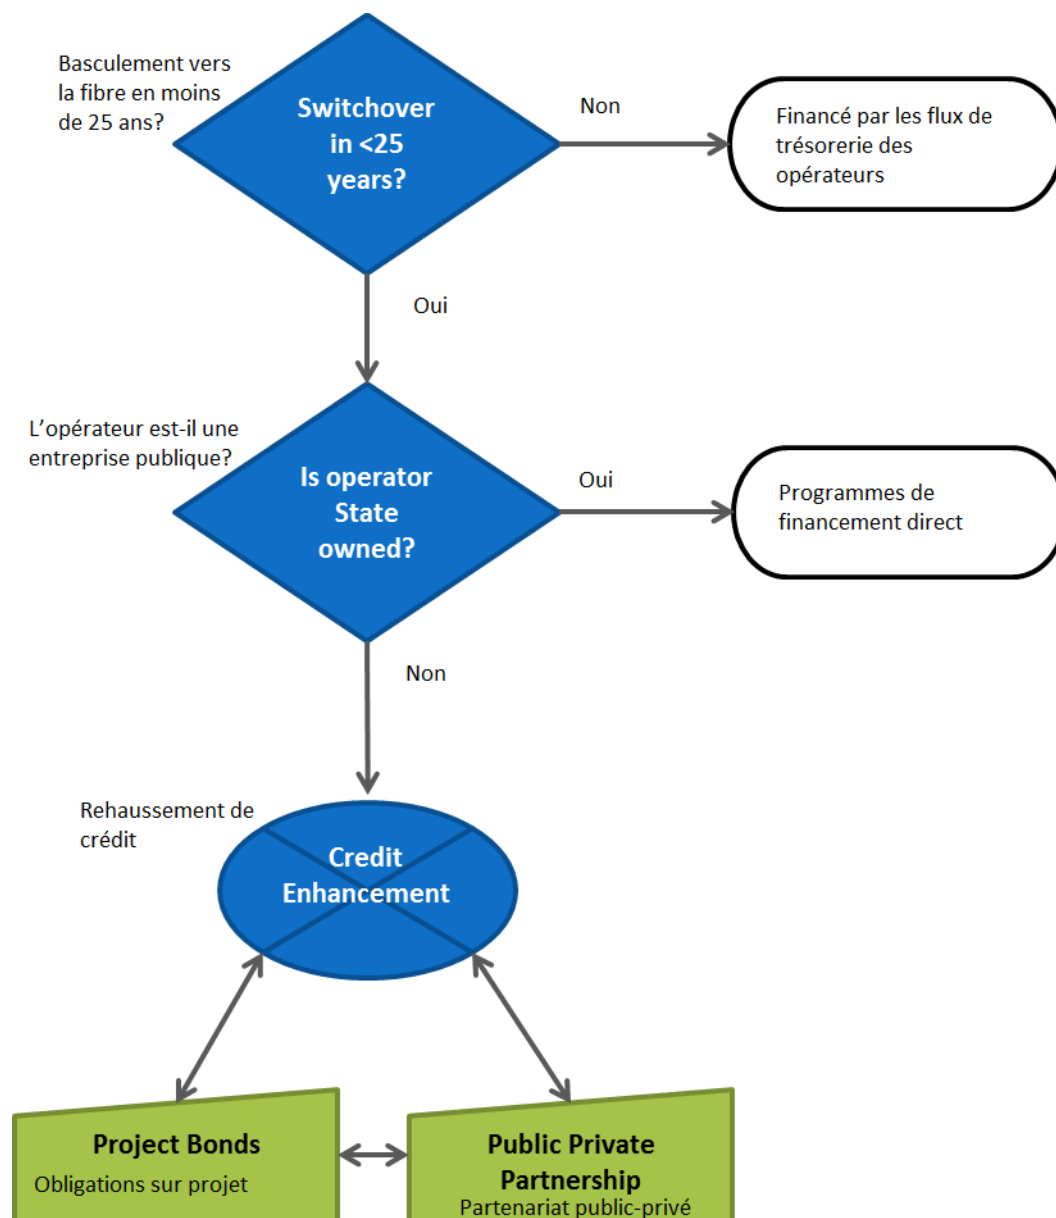 Basculement vers
la fibre en moins
de 25 ans?
Switchover
in <25
years?
Non
Financé par les flux de
trésorerie des
opérateurs
Oui
L’opérateur est-il une
entreprise publique?
Is operator
State
owned?
Oui
Programmes de
financement direct
Non
Rehaussement de
crédit
Credit
Enhancement
Project Bonds
Obligations sur projet
Public Private
Partnership
Partenariat public-privé